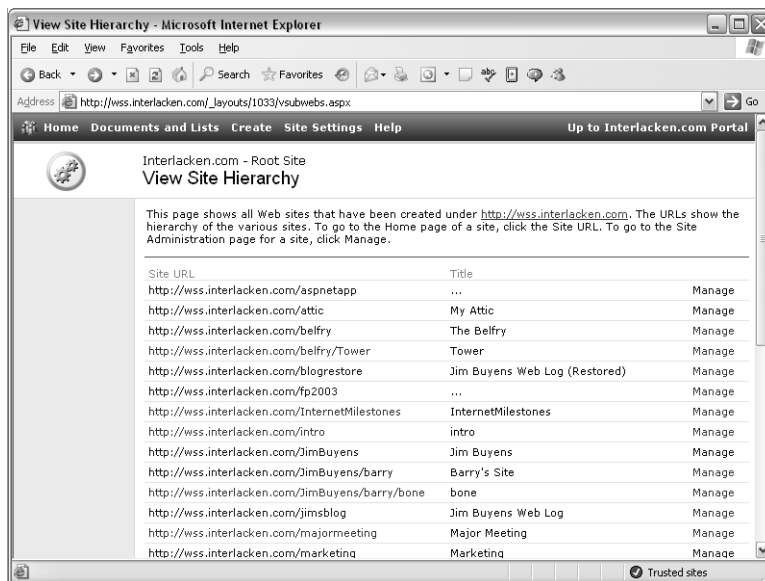 View Site Hierarchy - Microsoft Internet Explorer
File Edit View Favorites Tools Help
Back Search Favorites
Address http://wss.interlacken.com/_layouts/1033/vsubwebs.aspx Go
Home Documents and Lists Create Site Settings Help Up to Interlacken.com Portal
Interlacken.com - Root Site
View Site Hierarchy
This page shows all Web sites that have been created under http://wss.interlacken.com. The URLs show the
hierarchy of the various sites. To go to the Home page of a site, click the Site URL. To go to the Site
Administration page for a site, click Manage.
Site URL Title
http://wss.interlacken.com/aspnetapp ... Manage
http://wss.interlacken.com/attic My Attic Manage
http://wss.interlacken.com/belfry The Belfry Manage
http://wss.interlacken.com/belfry/Tower Tower Manage
http://wss.interlacken.com/blogrestore Jim Buyens Web Log (Restored) Manage
http://wss.interlacken.com/fp2003 ... Manage
http://wss.interlacken.com/InternetMilestones InternetMilestones Manage
http://wss.interlacken.com/intro intro Manage
http://wss.interlacken.com/JimBuyens Jim Buyens Manage
http://wss.interlacken.com/JimBuyens/barry Barry's Site Manage
http://wss.interlacken.com/JimBuyens/barry/bone bone Manage
http://wss.interlacken.com/jimsblog Jim Buyens Web Log Manage
http://wss.interlacken.com/majormeeting Major Meeting Manage
http://wss.interlacken.com/marketing Marketing Manage
Trusted sites